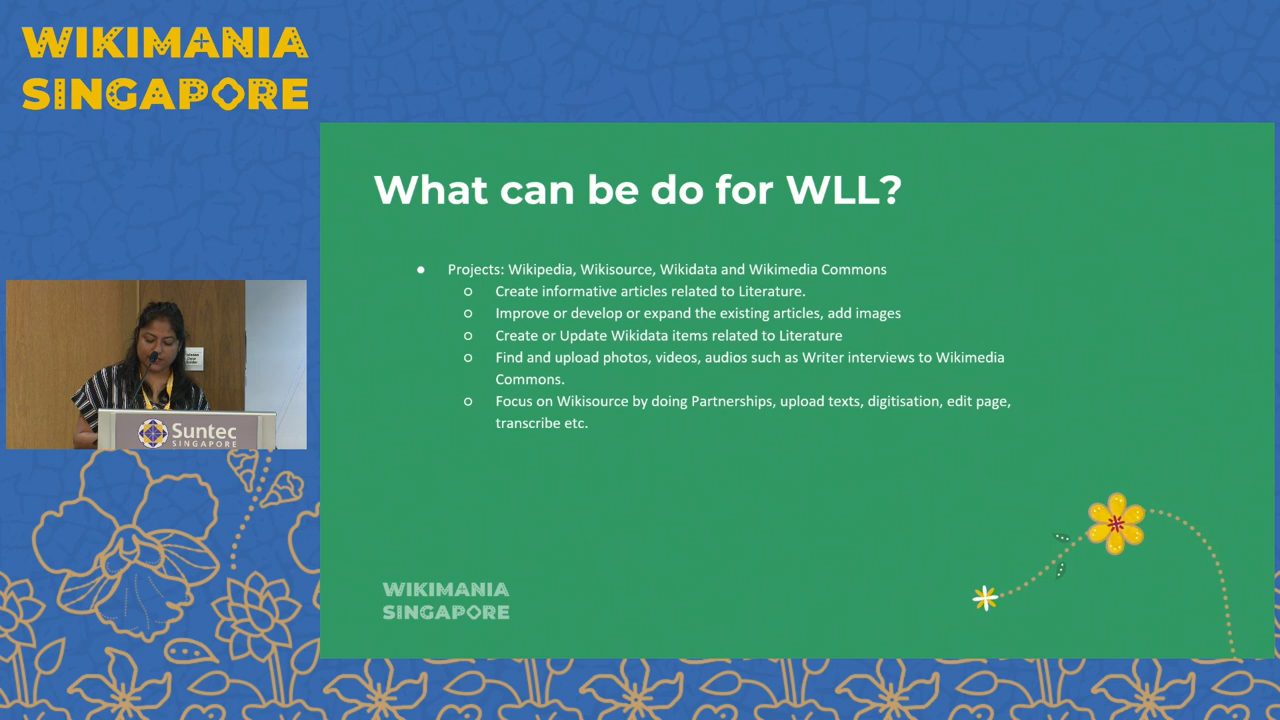 WIKIMANIA
SINGAPORE
What can be do for WLL?
● Projects: Wikipedia, Wikisource, Wikidata and Wikimedia Commons
○ Create informative articles related to Literature.
○ Improve or develop or expand the existing articles, add images
○ Create or Update Wikidata items related to Literature
○ Find and upload photos, videos, audios such as Writer interviews to Wikimedia
Commons.
○ Focus on Wikisource by doing Partnerships, upload texts, digitisation, edit page,
transcribe etc.
Suntec
SINGAPORE
WIKIMANIA
SINGAPORE